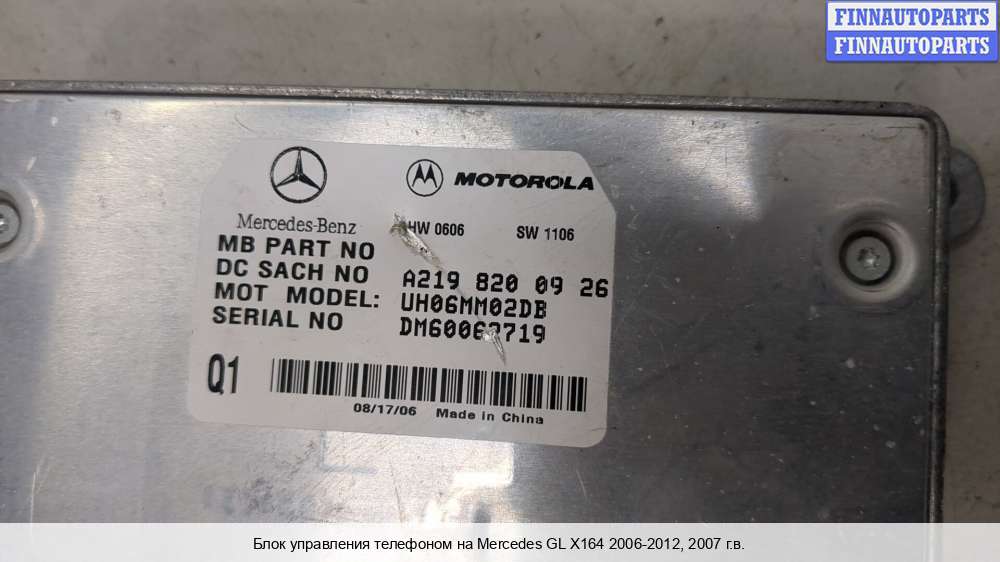 FINNAUTOPARTS
FINNAUTOPARTS
MOTOROLA
Mercedes-Benz
HW 0606 SW 1106
MB PART NO
DC SACH NO A219 820 09 26
MOT MODEL: UH06MM02DB
SERIAL NO
Q1
08/17/06 Made in China
Блок управления телефоном на Mercedes GL X164 2006-2012, 2007 г.в.